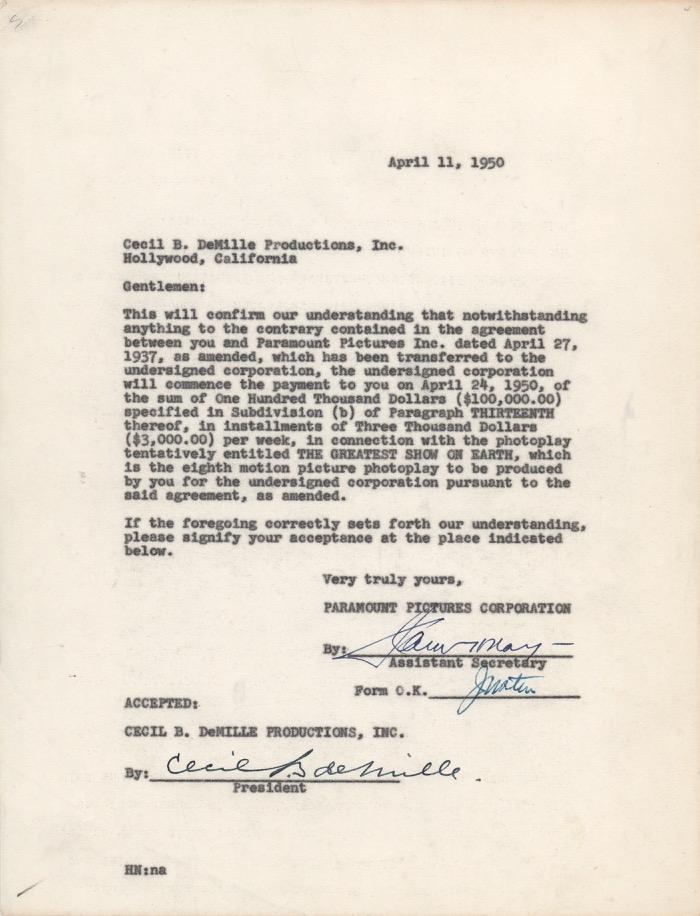 April 11, 1950
Cecil B. DeMille Productions, Inc.
Hollywood, California
Gentlemen:
This will confirm our understanding that notwithstanding
anything to the contrary contained in the agreement
between you and Paramount Pictures Inc. dated April 27,
1937, as amended, which has been transferred to the
undersigned corporation, the undersigned corporation
will commence the payment to you on April 24, 1950, of
the sum of One Hundred Thousand Dollars ($100,000.00)
specified in Subdivision (b) of Paragraph THIRTEENTH
thereof, in installments of Three Thousand Dollars
($3,000.00) per week, in connection with the photoplay
tentatively entitled THE GREATEST SHOW ON EARTH, which
is the eighth motion picture photoplay to be produced
by you for the undersigned corporation pursuant to the
said agreement, as amended.
If the foregoing correctly sets forth our understanding,
please signify your acceptance at the place indicated
below.
Very truly yours,
PARAMOUNT PICTURES CORPORATION
By:
Assistant Secretary
Form O.K.
ACCEPTED:
CECIL B. DeMILLE PRODUCTIONS, INC.
By: Cecil B deMille.
President
HN:na